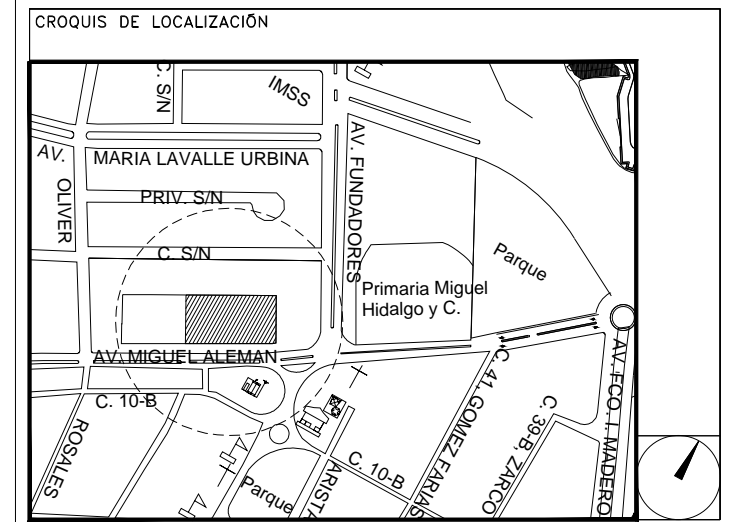 CROQUIS DE LOCALIZACIÓN
C. S/N
IMSS
AV.
MARIA LAVALLE URBINA
OLIVER
PRIV. S/N
AV. FUNDADORES
C. S/N
Parque
Primaria Miguel
Hidalgo y C.
AV. MIGUEL ALEMAN
C. 10-B
ROSALES
C. 41, GOMEZ FARIAS
C. 39-B, ZARCO
AV. FCO. I. MADERO
C. 10-B
ARISTA
Parque